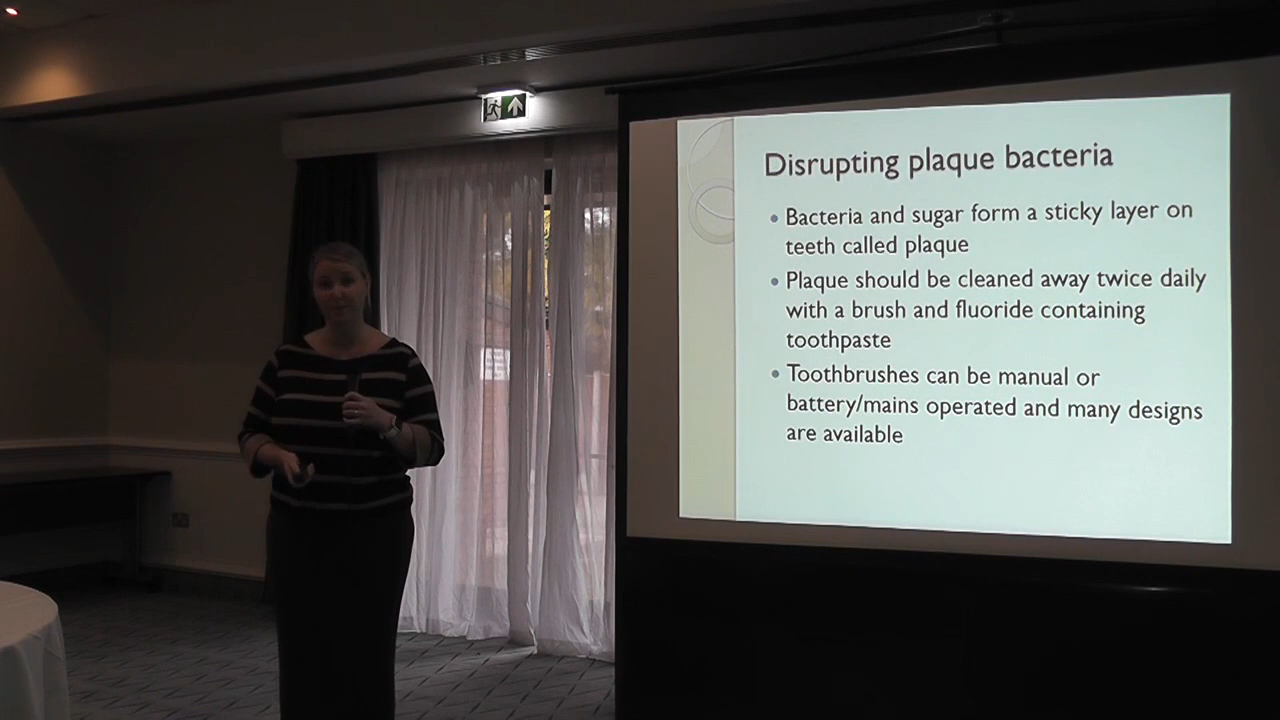 Disrupting plaque bacteria
Bacteria and sugar form a sticky layer on
teeth called plaque
Plaque should be cleaned away twice daily
with a brush and fluoride containing
toothpaste
Toothbrushes can be manual or
battery/mains operated and many designs
are available